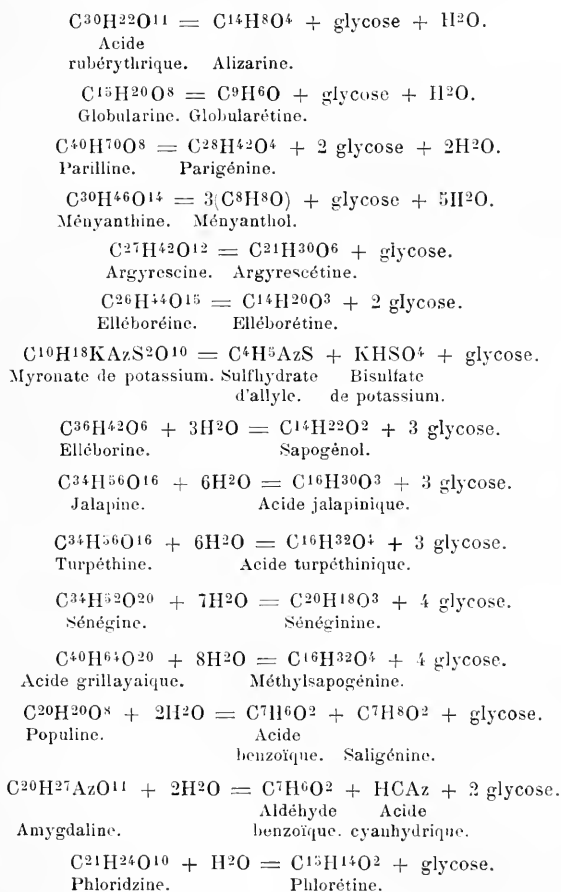 C³⁰H²²O¹¹ = C¹⁴H⁸O⁴ + glycose + H²O.
Acide
rubérythrique. Alizarine.
C¹⁵H²⁰O⁸ = C⁹H⁶O + glycose + H²O.
Globularine. Globularétine.
C⁴⁰H⁷⁰O⁸ = C²⁸H⁴²O⁴ + 2 glycose + 2H²O.
Parilline. Parigénine.
C³⁰H⁴⁶O¹⁴ = 3(C⁸H⁸O) + glycose + 5H²O.
Ményanthine. Ményanthol.
C²⁷H⁴²O¹² = C²¹H³⁰O⁶ + glycose.
Argyrescine. Argyrescétine.
C²⁶H⁴⁴O¹⁵ = C¹⁴H²⁰O³ + 2 glycose.
Elléboréine. Elléborétine.
C¹⁰H¹⁸KAzS²O¹⁰ = C⁴H⁵AzS + KHSO⁴ + glycose.
Myronate de potassium. Sulfhydrate Bisulfate
d'allyle. de potassium.
C³⁶H⁴²O⁶ + 3H²O = C¹⁴H²²O² + 3 glycose.
Elléborine. Sapogénol.
C³⁴H⁵⁶O¹⁶ + 6H²O = C¹⁶H³⁰O³ + 3 glycose.
Jalapine. Acide jalapinique.
C³⁴H⁵⁶O¹⁶ + 6H²O = C¹⁶H³²O⁴ + 3 glycose.
Turpéthine. Acide turpéthinique.
C³⁴H⁵²O²⁰ + 7H²O = C²⁰H¹⁸O³ + 4 glycose.
Sénégine. Sénéginine.
C⁴⁰H⁶⁴O²⁰ + 8H²O = C¹⁶H³²O⁴ + 4 glycose.
Acide grillayaique. Méthylsapogénine.
C²⁰H²⁰O⁸ + 2H²O = C⁷H⁶O² + C⁷H⁸O² + glycose.
Populine. Acide
benzoïque. Saligénine.
C²⁰H²⁷AzO¹¹ + 2H²O = C⁷H⁶O² + HCAz + 2 glycose.
Aldéhyde Acide
Amygdaline. benzoïque. cyanhydrique.
C²¹H²⁴O¹⁰ + H²O = C¹⁵H¹⁴O² + glycose.
Phloridzine. Phlorétine.